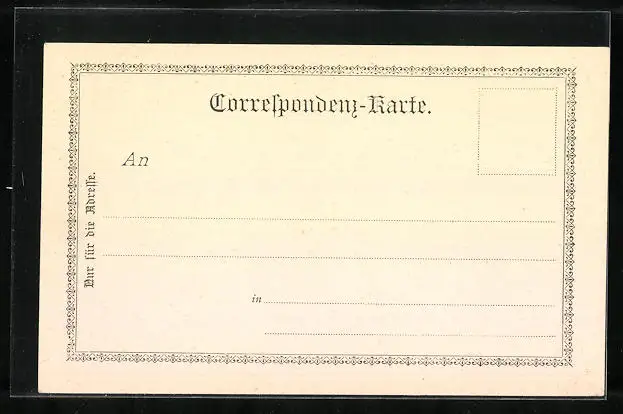 Correſpondenz-Karte.
An
Nur für die Adreſſe.
in